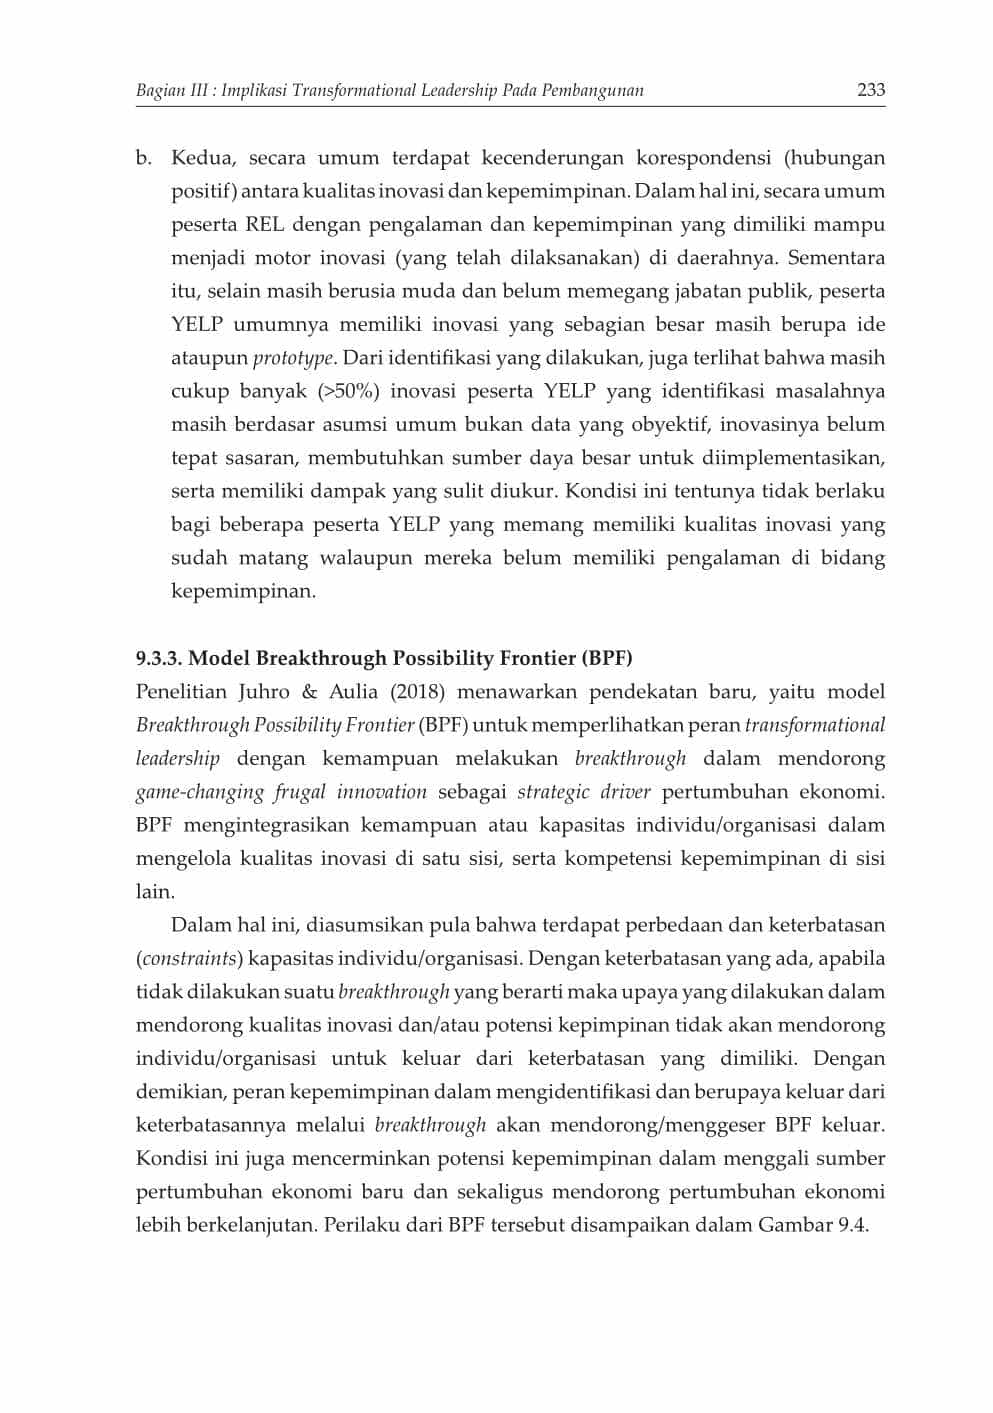 Bagian III : Implikasi Transformational Leadership Pada Pembangunan 233
b. Kedua, secara umum terdapat kecenderungan korespondensi (hubungan
positif) antara kualitas inovasi dan kepemimpinan. Dalam hal ini, secara umum
peserta REL dengan pengalaman dan kepemimpinan yang dimiliki mampu
menjadi motor inovasi (yang telah dilaksanakan) di daerahnya. Sementara
itu, selain masih berusia muda dan belum memegang jabatan publik, peserta
YELP umumnya memiliki inovasi yang sebagian besar masih berupa ide
ataupun prototype. Dari identifikasi yang dilakukan, juga terlihat bahwa masih
cukup banyak (>50%) inovasi peserta YELP yang identifikasi masalahnya
masih berdasar asumsi umum bukan data yang obyektif, inovasinya belum
tepat sasaran, membutuhkan sumber daya besar untuk diimplementasikan,
serta memiliki dampak yang sulit diukur. Kondisi ini tentunya tidak berlaku
bagi beberapa peserta YELP yang memang memiliki kualitas inovasi yang
sudah matang walaupun mereka belum memiliki pengalaman di bidang
kepemimpinan.
9.3.3. Model Breakthrough Possibility Frontier (BPF)
Penelitian Juhro & Aulia (2018) menawarkan pendekatan baru, yaitu model
Breakthrough Possibility Frontier (BPF) untuk memperlihatkan peran transformational
leadership dengan kemampuan melakukan breakthrough dalam mendorong
game-changing frugal innovation sebagai strategic driver pertumbuhan ekonomi.
BPF mengintegrasikan kemampuan atau kapasitas individu/organisasi dalam
mengelola kualitas inovasi di satu sisi, serta kompetensi kepemimpinan di sisi
lain.
Dalam hal ini, diasumsikan pula bahwa terdapat perbedaan dan keterbatasan
(constraints) kapasitas individu/organisasi. Dengan keterbatasan yang ada, apabila
tidak dilakukan suatu breakthrough yang berarti maka upaya yang dilakukan dalam
mendorong kualitas inovasi dan/atau potensi kepimpinan tidak akan mendorong
individu/organisasi untuk keluar dari keterbatasan yang dimiliki. Dengan
demikian, peran kepemimpinan dalam mengidentifikasi dan berupaya keluar dari
keterbatasannya melalui breakthrough akan mendorong/menggeser BPF keluar.
Kondisi ini juga mencerminkan potensi kepemimpinan dalam menggali sumber
pertumbuhan ekonomi baru dan sekaligus mendorong pertumbuhan ekonomi
lebih berkelanjutan. Perilaku dari BPF tersebut disampaikan dalam Gambar 9.4.